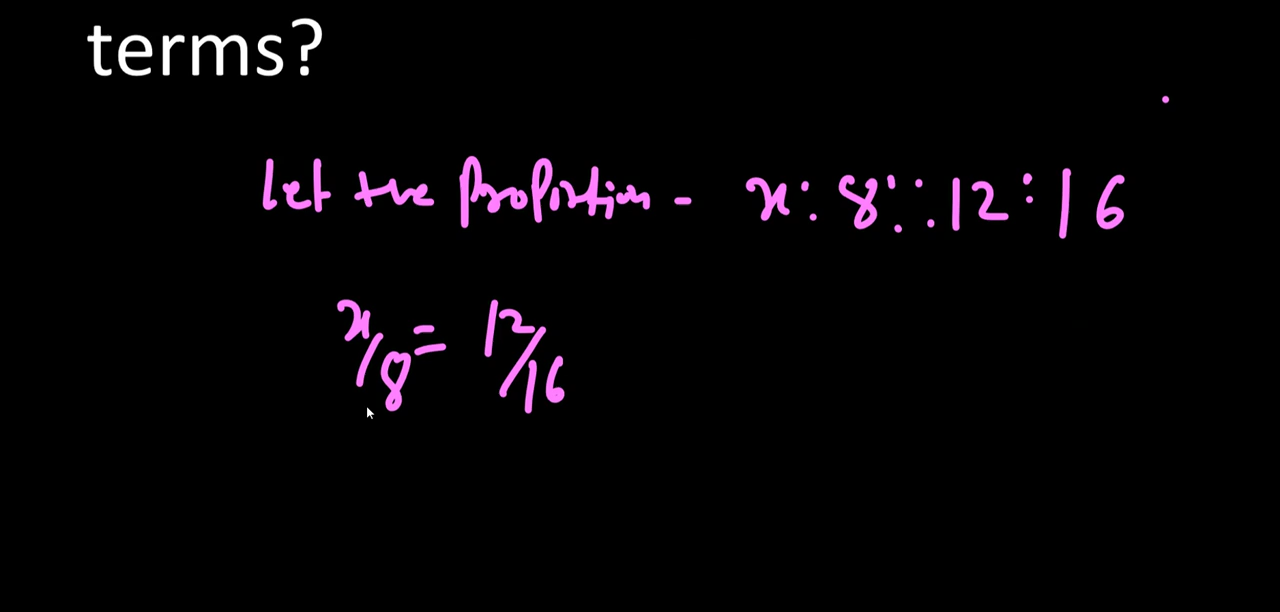 terms?
Let the Proportion - x : 8 :: 12 : 16
x/8 = 12/16